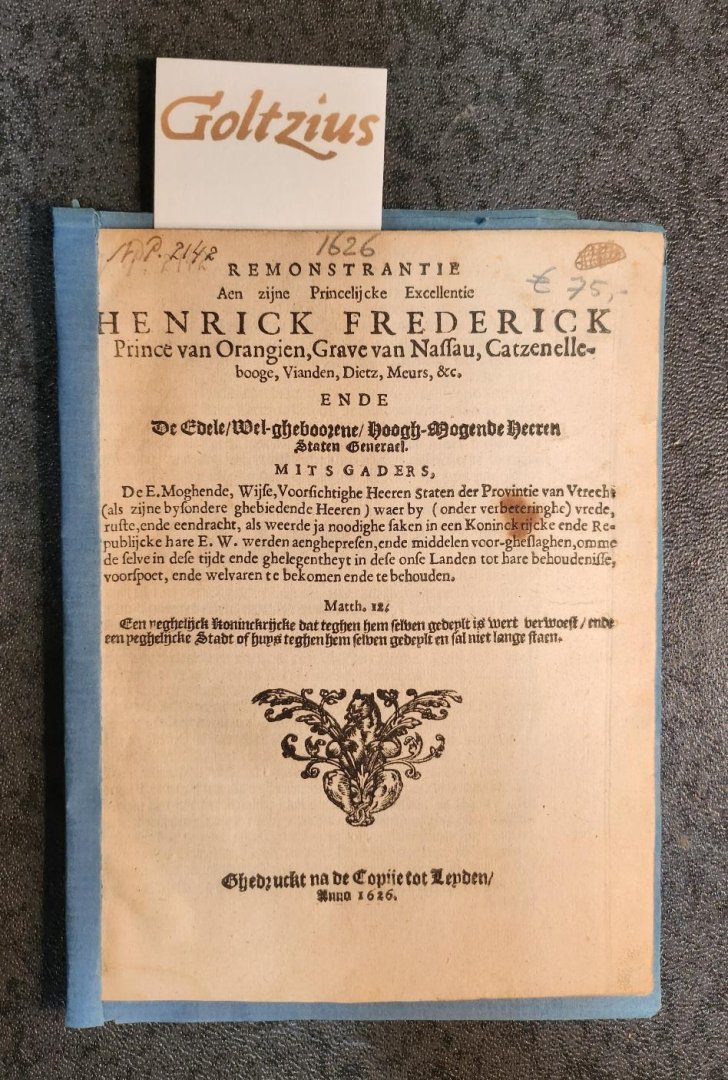 Goltzius
P. 2142
1626
€ 75,-
REMONSTRANTIE
Aen zijne Princelijcke Excellentie
HENRICK FREDERICK
Prince van Orangien, Grave van Naſſau, Catzenelle-
booge, Vianden, Dietz, Meurs, &c.
ENDE
De Edele/ Wel-gheboorene/ Hoogh-Mogende Heeren
Staten Generael.
MITSGADERS,
De E. Moghende, Wijſe, Voorſichtighe Heeren Staten der Provintie van Vtrecht
(als zijne byſondere ghebiedende Heeren) waer by (onder verbeteringhe) vrede,
ruſte, ende eendracht, als weerde ja noodighe ſaken in een Koninckrijcke ende Re-
publijcke hare E. W. werden aenghepreſen, ende middelen voor-gheſlaghen, omme
de ſelve in deſe tijdt ende ghelegentheyt in deſe onſe Landen tot hare behoudeniſſe,
voorſpoet, ende welvaren te bekomen ende te behouden.
Matth. 12.
Een yeghelijck Koninckrijcke dat teghen hem ſelven gedeylt is wert verwoeſt/ ende
een yeghelijcke Stadt of huys teghen hem ſelven gedeylt en ſal niet lange ſtaen.
Ghedruckt na de Copije tot Leyden/
Anno 1626.